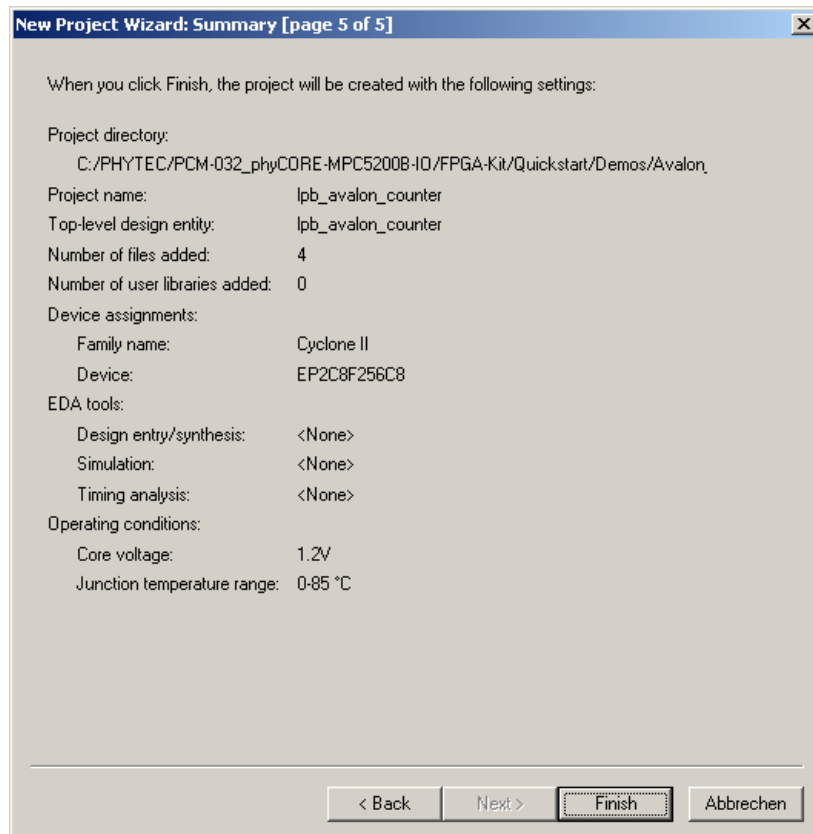 New Project Wizard: Summary [page 5 of 5]
When you click Finish, the project will be created with the following settings:
Project directory:
C:/PHYTEC/PCM-032_phyCORE-MPC5200B-IO/FPGA-Kit/Quickstart/Demos/Avalon_
Project name: lpb_avalon_counter
Top-level design entity: lpb_avalon_counter
Number of files added: 4
Number of user libraries added: 0
Device assignments:
Family name: Cyclone II
Device: EP2C8F256C8
EDA tools:
Design entry/synthesis: <None>
Simulation: <None>
Timing analysis: <None>
Operating conditions:
Core voltage: 1.2V
Junction temperature range: 0-85 °C
< Back Next > Finish Abbrechen